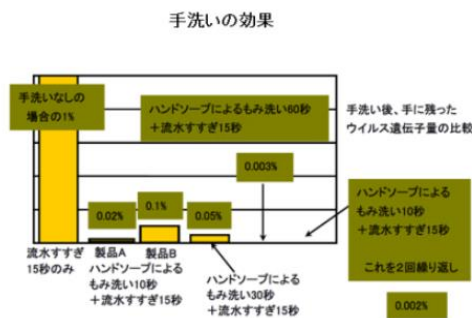 手洗いの効果
手洗いなしの
場合の1%
ハンドソープによるもみ洗い60秒
+流水すすぎ15秒
手洗い後、手に残った
ウイルス遺伝子量の比較
0.003%
0.02%
0.1%
0.05%
ハンドソープによる
もみ洗い10秒
+流水すすぎ15秒
これを2回繰り返し
流水すすぎ
15秒のみ
製品A
製品B
ハンドソープによる
もみ洗い10秒
+流水すすぎ15秒
ハンドソープによる
もみ洗い30秒
+流水すすぎ15秒
0.002%